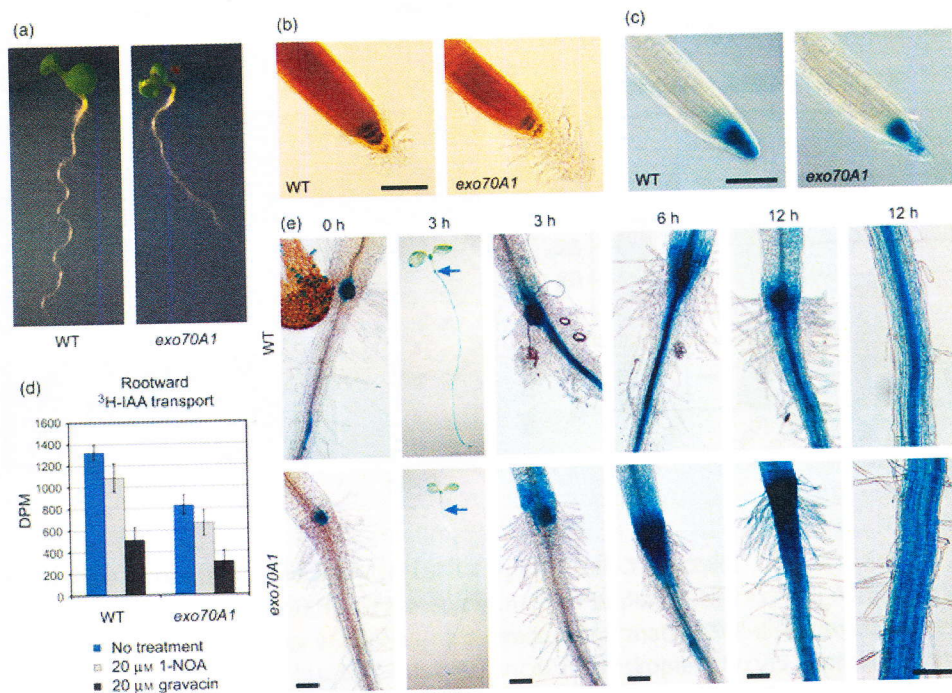 (a)
WT
exo70A1
(b)
WT
exo70A1
(c)
WT
exo70A1
(d)
Rootward
³H-IAA transport
DPM
1600
1400
1200
1000
800
600
400
200
0
WT
exo70A1
No treatment
20 μM 1-NOA
20 μM gravacin
(e)
0 h
3 h
3 h
6 h
12 h
12 h
WT
exo70A1